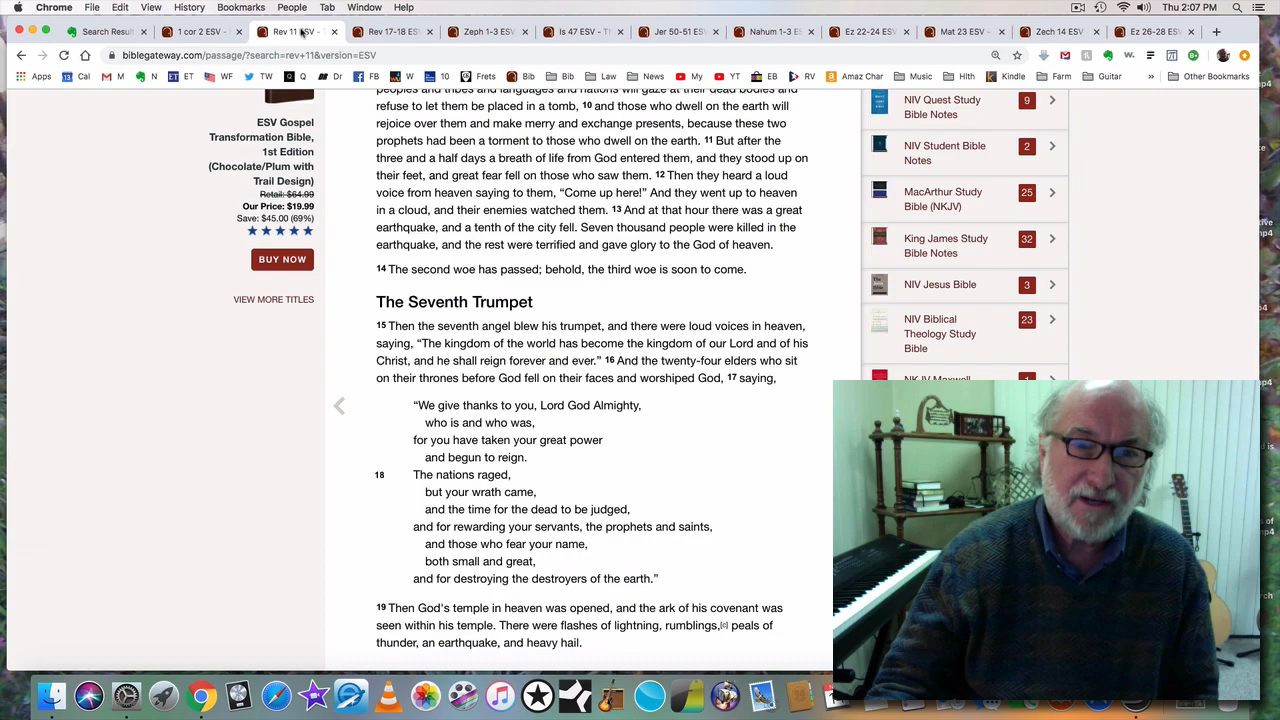 Chrome File Edit View History Bookmarks People Tab Window Help
Thu 2:07 PM
Search Result
1 cor 2 ESV -
Rev 11 ESV -
Rev 17-18 ESV
Zeph 1-3 ESV
Is 47 ESV - Th
Jer 50-51 ESV
Nahum 1-3 ES
Ez 22-24 ESV
Mat 23 ESV -
Zech 14 ESV
Ez 26-28 ESV
biblegateway.com/passage/?search=rev+11&version=ESV
Apps Cal M N ET WF TW Q FB W 10 Frets Bib Bib Law News My YT EB RV Amaz Char Hlth Kindle Farm Guitar » Other Bookmarks
ESV Gospel
Transformation Bible,
1st Edition
(Chocolate/Plum with
Trail Design)
Retail: $64.99
Our Price: $19.99
Save: $45.00 (69%)
BUY NOW
VIEW MORE TITLES
peoples and tribes and languages and nations will gaze at their dead bodies and
refuse to let them be placed in a tomb, 10 and those who dwell on the earth will
rejoice over them and make merry and exchange presents, because these two
prophets had been a torment to those who dwell on the earth. 11 But after the
three and a half days a breath of life from God entered them, and they stood up on
their feet, and great fear fell on those who saw them. 12 Then they heard a loud
voice from heaven saying to them, “Come up here!” And they went up to heaven
in a cloud, and their enemies watched them. 13 And at that hour there was a great
earthquake, and a tenth of the city fell. Seven thousand people were killed in the
earthquake, and the rest were terrified and gave glory to the God of heaven.
14 The second woe has passed; behold, the third woe is soon to come.
The Seventh Trumpet
15 Then the seventh angel blew his trumpet, and there were loud voices in heaven,
saying, “The kingdom of the world has become the kingdom of our Lord and of his
Christ, and he shall reign forever and ever.” 16 And the twenty-four elders who sit
on their thrones before God fell on their faces and worshiped God, 17 saying,
“We give thanks to you, Lord God Almighty,
who is and who was,
for you have taken your great power
and begun to reign.
18 The nations raged,
but your wrath came,
and the time for the dead to be judged,
and for rewarding your servants, the prophets and saints,
and those who fear your name,
both small and great,
and for destroying the destroyers of the earth.”
19 Then God's temple in heaven was opened, and the ark of his covenant was
seen within his temple. There were flashes of lightning, rumblings,[c] peals of
thunder, an earthquake, and heavy hail.
NIV Quest Study
Bible Notes
9
NIV Student Bible
Notes
2
MacArthur Study
Bible (NKJV)
25
King James Study
Bible Notes
32
NIV Jesus Bible
3
NIV Biblical
Theology Study
Bible
23
NKJV Maxwell